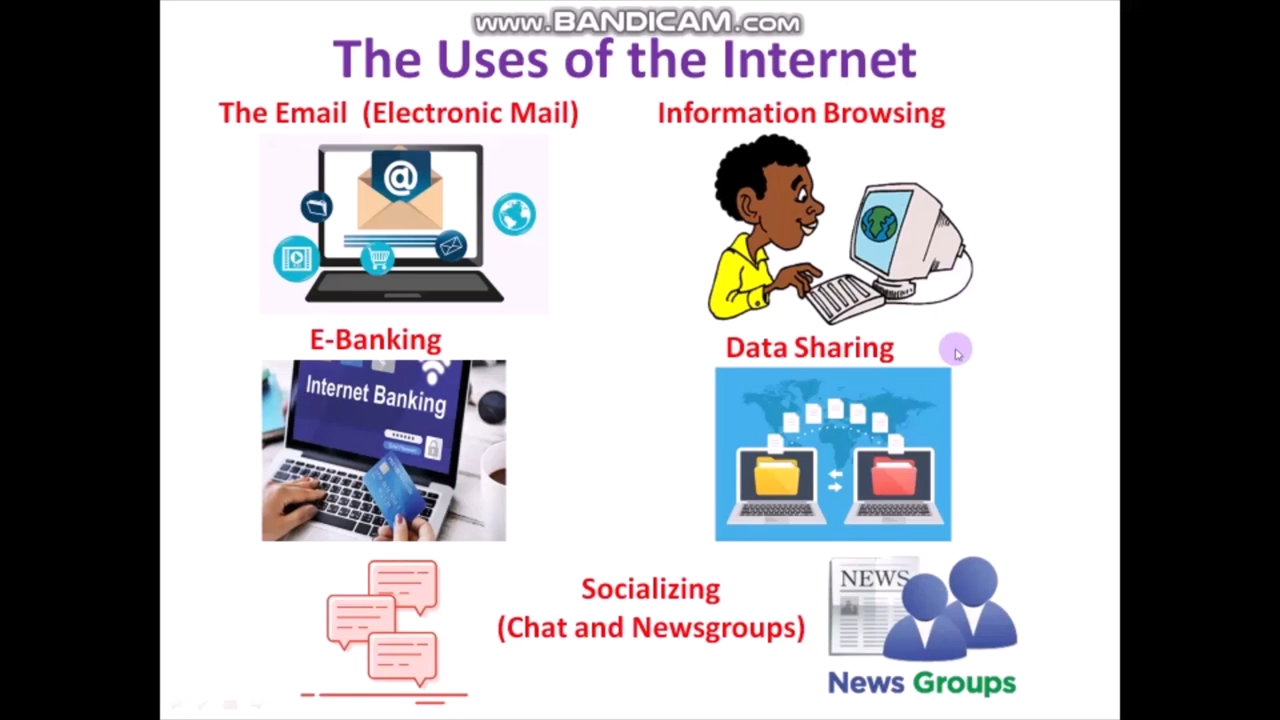 www.BANDICAM.com
The Uses of the Internet
The Email (Electronic Mail)
Information Browsing
@
E-Banking
Data Sharing
Internet Banking
Socializing
(Chat and Newsgroups)
NEWS
News Groups